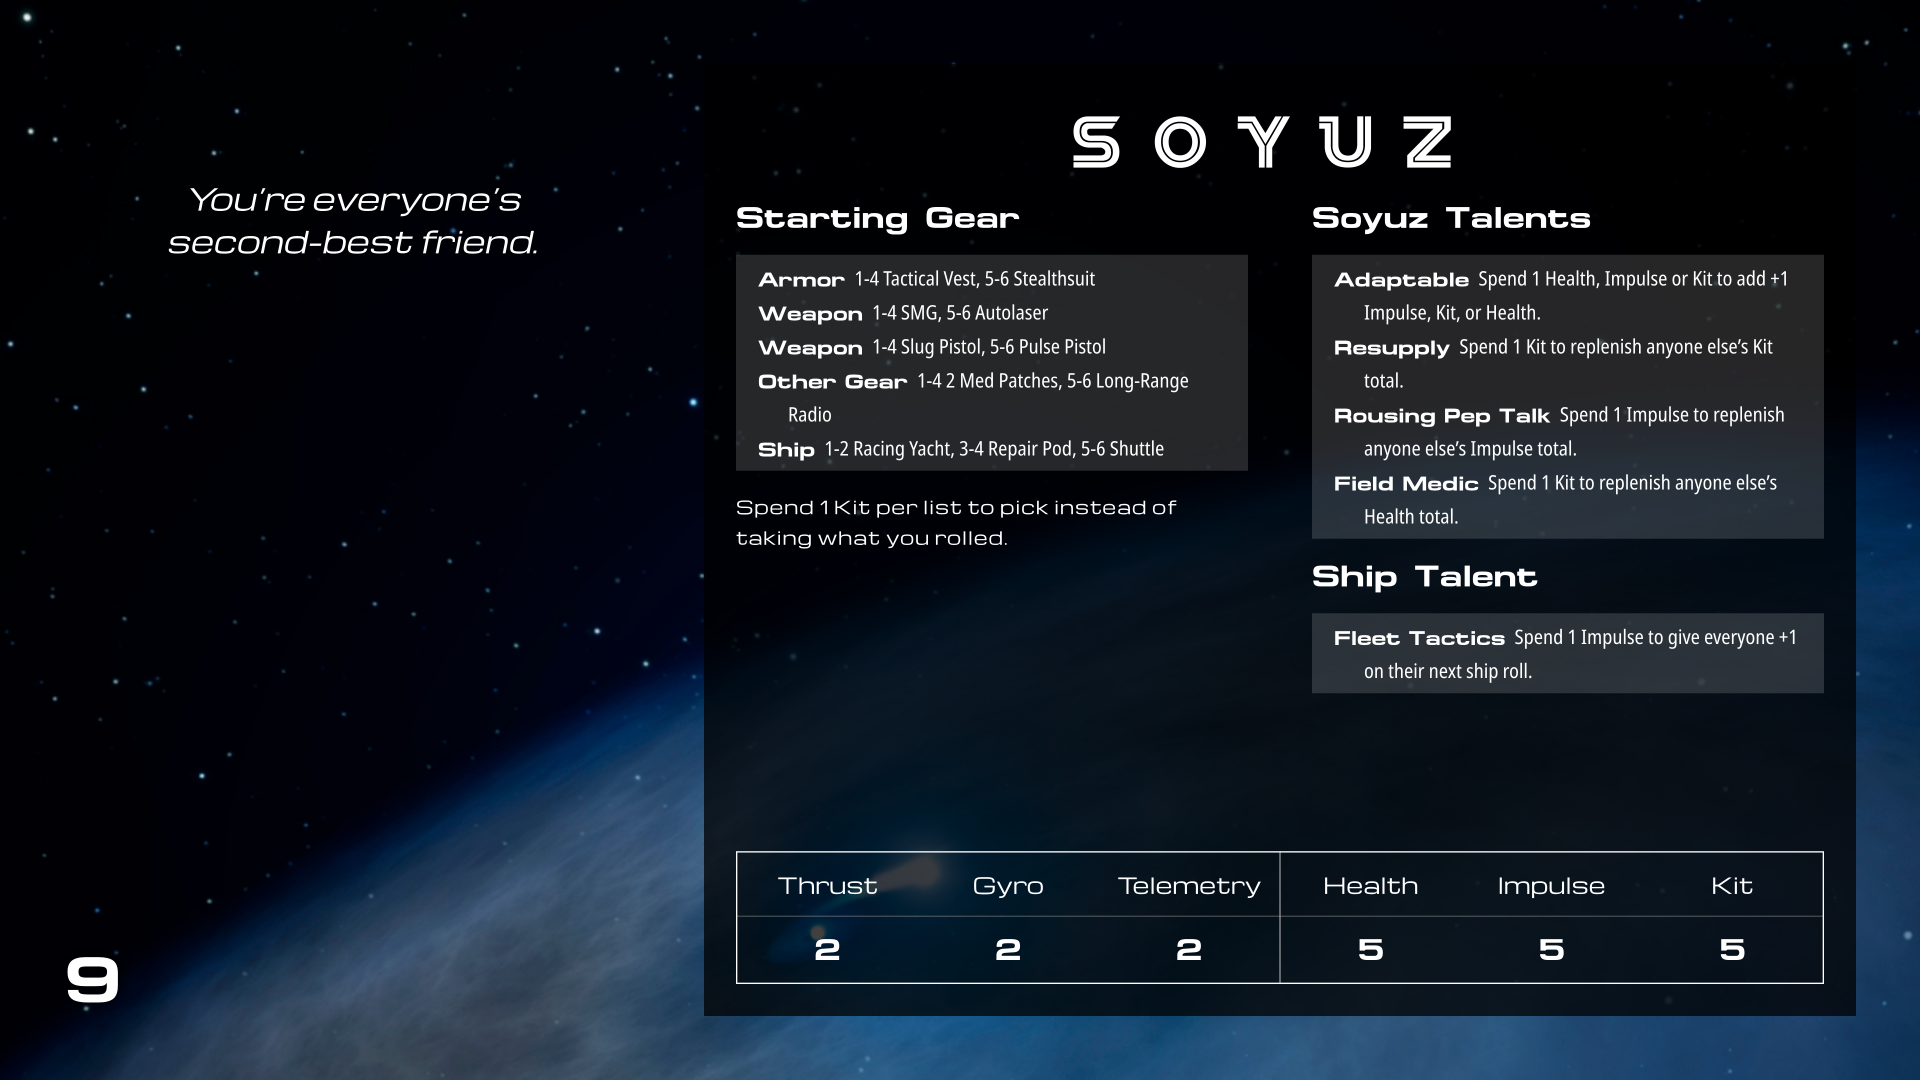 You're everyone's
second-best friend.
SOYUZ
Starting Gear
Armor 1-4 Tactical Vest, 5-6 Stealthsuit
Weapon 1-4 SMG, 5-6 Autolaser
Weapon 1-4 Slug Pistol, 5-6 Pulse Pistol
Other Gear 1-4 2 Med Patches, 5-6 Long-Range
Radio
Ship 1-2 Racing Yacht, 3-4 Repair Pod, 5-6 Shuttle
Spend 1 Kit per list to pick instead of
taking what you rolled.
Soyuz Talents
Adaptable Spend 1 Health, Impulse or Kit to add +1
Impulse, Kit, or Health.
Resupply Spend 1 Kit to replenish anyone else's Kit
total.
Rousing Pep Talk Spend 1 Impulse to replenish
anyone else's Impulse total.
Field Medic Spend 1 Kit to replenish anyone else's
Health total.
Ship Talent
Fleet Tactics Spend 1 Impulse to give everyone +1
on their next ship roll.
Thrust Gyro Telemetry Health Impulse Kit
2 2 2 5 5 5
9